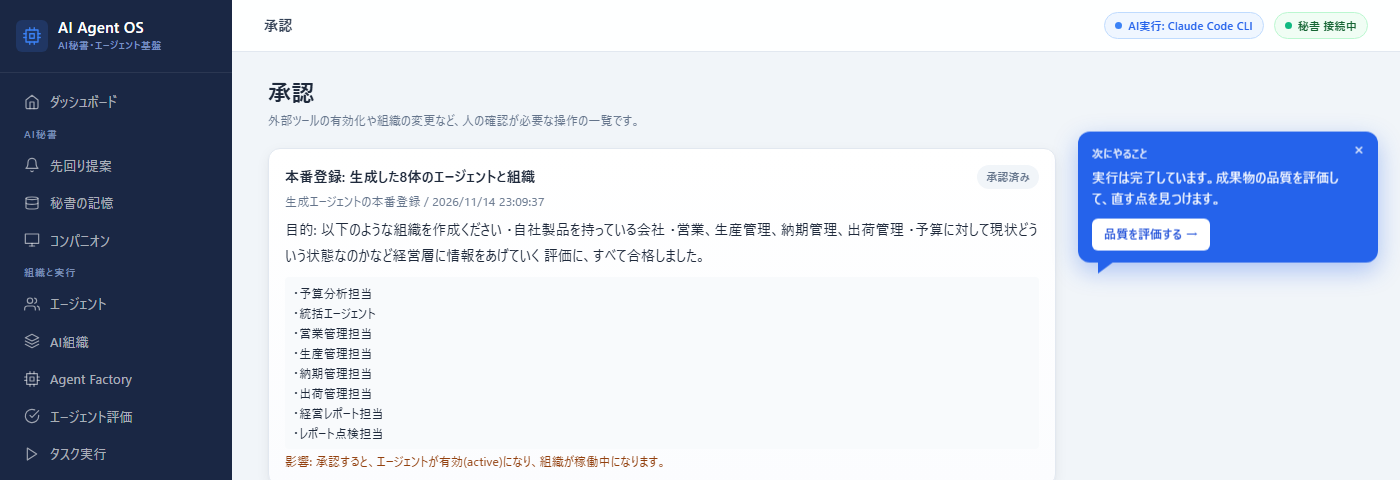 AI Agent OS
AI秘書・エージェント基盤
ダッシュボード
AI秘書
先回り提案
秘書の記憶
コンパニオン
組織と実行
エージェント
AI組織
Agent Factory
エージェント評価
タスク実行
承認
AI実行: Claude Code CLI
秘書 接続中
承認
外部ツールの有効化や組織の変更など、人の確認が必要な操作の一覧です。
本番登録: 生成した8体のエージェントと組織
承認済み
生成エージェントの本番登録 / 2026/11/14 23:09:37
目的: 以下のような組織を作成ください ・自社製品を持っている会社 ・営業、生産管理、納期管理、出荷管理 ・予算に対して現状どう
いう状態なのかなど経営層に情報をあげていく 評価に、すべて合格しました。
・予算分析担当
・統括エージェント
・営業管理担当
・生産管理担当
・納期管理担当
・出荷管理担当
・経営レポート担当
・レポート点検担当
影響: 承認すると、エージェントが有効(active)になり、組織が稼働中になります。
次にやること
×
実行は完了しています。成果物の品質を評価し
て、直す点を見つけます。
品質を評価する →